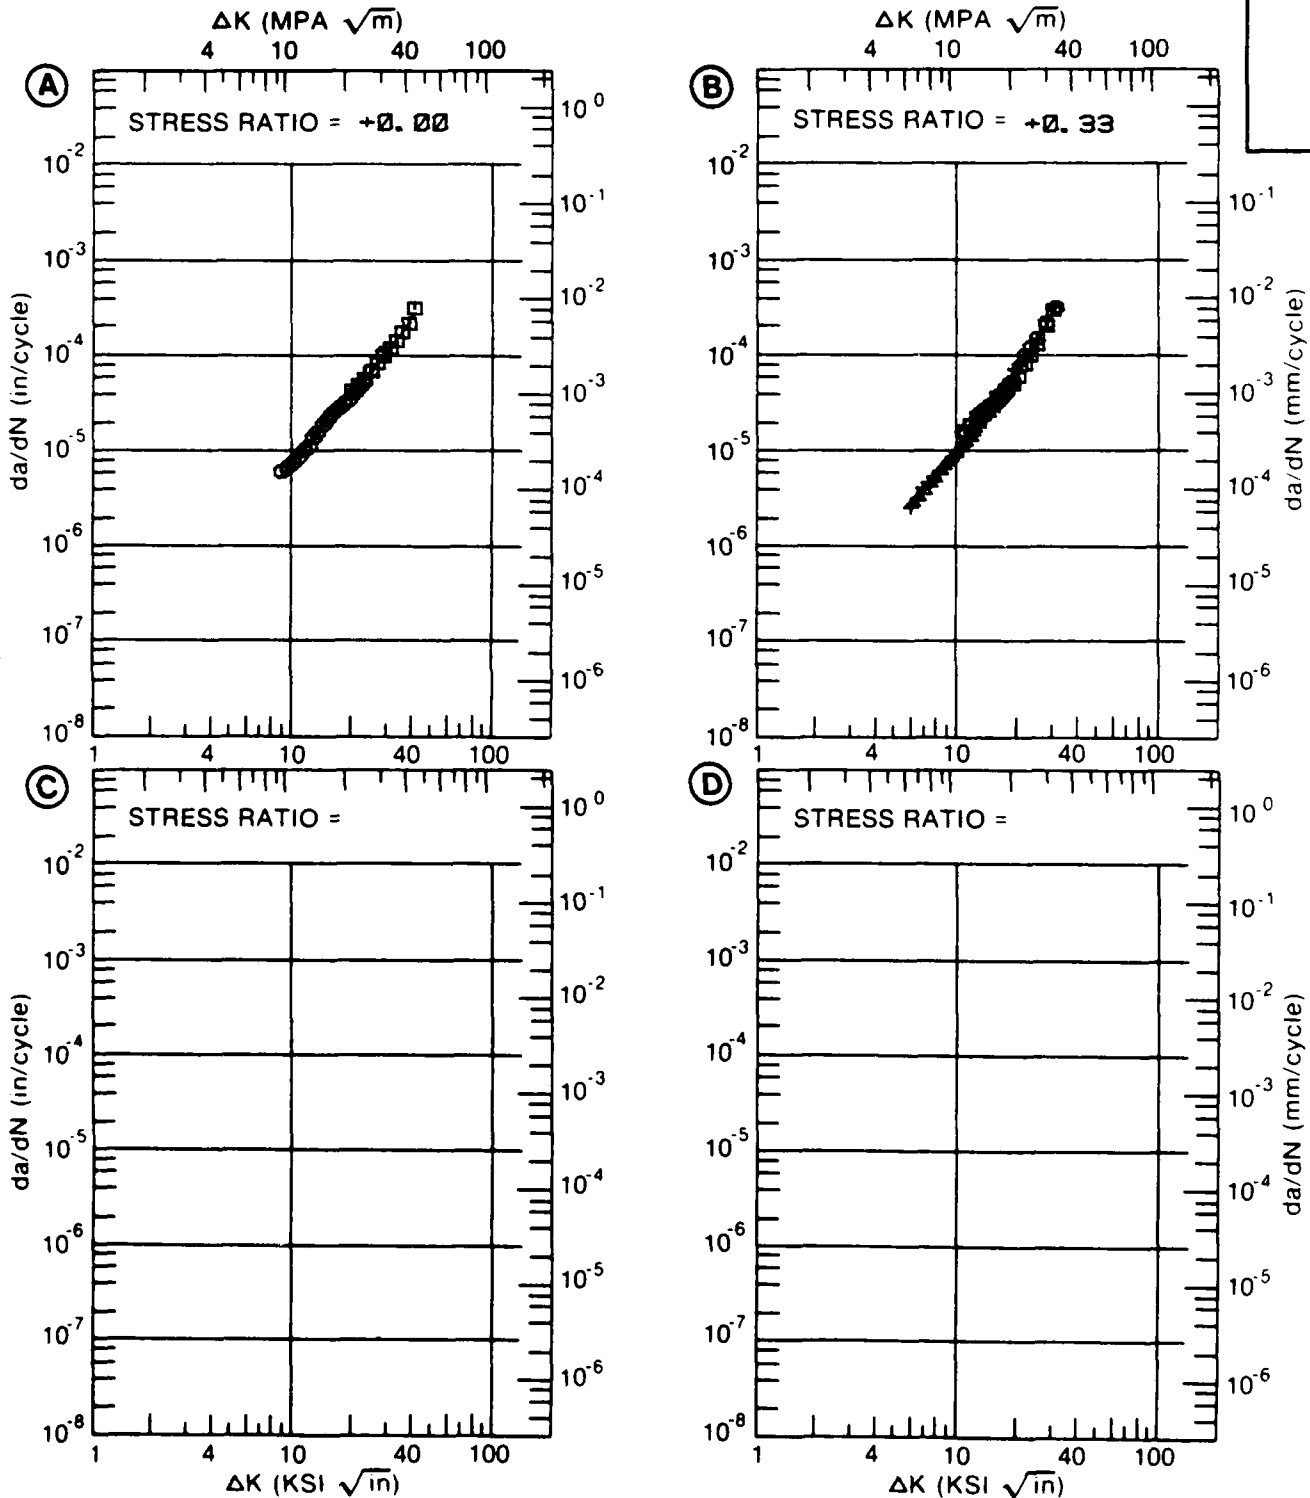 ΔK (MPA √m)
4 10 40 100
A
STRESS RATIO = +0.00
10⁰
10⁻²
10⁻¹
10⁻³
10⁻²
10⁻⁴
10⁻³
10⁻⁵
10⁻⁴
10⁻⁶
10⁻⁵
10⁻⁷
10⁻⁶
10⁻⁸
1 4 10 40 100
da/dN (in/cycle)
ΔK (MPA √m)
4 10 40 100
B
STRESS RATIO = +0.33
10⁻²
10⁻¹
10⁻³
10⁻²
10⁻⁴
10⁻³
10⁻⁵
10⁻⁴
10⁻⁶
10⁻⁵
10⁻⁷
10⁻⁶
10⁻⁸
1 4 10 40 100
da/dN (mm/cycle)
C
STRESS RATIO =
10⁰
10⁻²
10⁻¹
10⁻³
10⁻²
10⁻⁴
10⁻³
10⁻⁵
10⁻⁴
10⁻⁶
10⁻⁵
10⁻⁷
10⁻⁶
10⁻⁸
1 4 10 40 100
da/dN (in/cycle)
ΔK (KSI √in)
D
STRESS RATIO =
10⁰
10⁻²
10⁻¹
10⁻³
10⁻²
10⁻⁴
10⁻³
10⁻⁵
10⁻⁴
10⁻⁶
10⁻⁵
10⁻⁷
10⁻⁶
10⁻⁸
1 4 10 40 100
da/dN (mm/cycle)
ΔK (KSI √in)